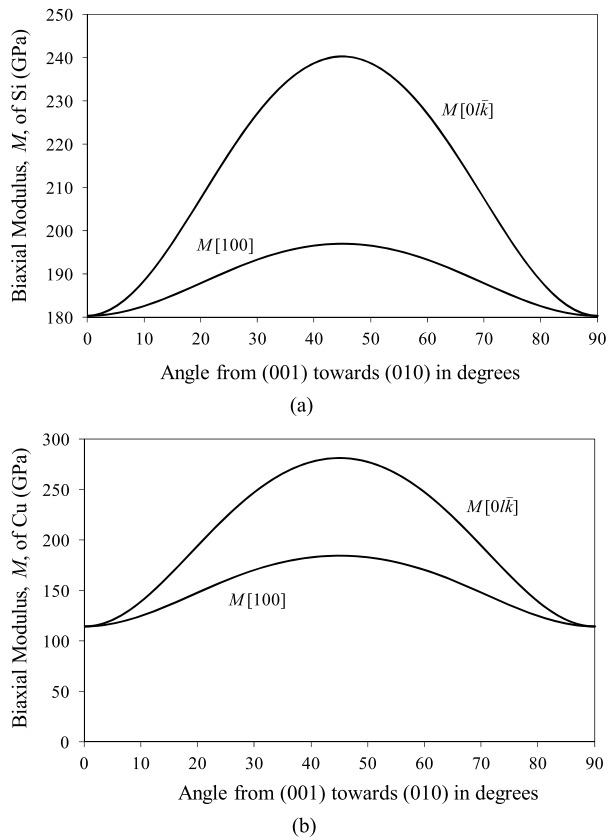 Biaxial Modulus, M, of Si (GPa)
250
240
230
220
210
200
190
180
M[0lk̄]
M[100]
0 10 20 30 40 50 60 70 80 90
Angle from (001) towards (010) in degrees
(a)
Biaxial Modulus, M, of Cu (GPa)
300
250
200
150
100
50
0
M[0lk̄]
M[100]
0 10 20 30 40 50 60 70 80 90
Angle from (001) towards (010) in degrees
(b)